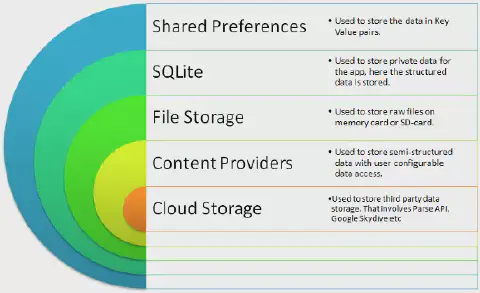 Shared Preferences
• Used to store the data in Key
Value pairs.
SQLite
• Used to store private data for
the app, here the structured
data is stored.
File Storage
• Used to store raw files on
memory card or SD-card.
Content Providers
• Used to store semi-structured
data with user configurable
data access.
Cloud Storage
•Used to store third party data
storage. That Involves Parse API,
Google Skydive etc